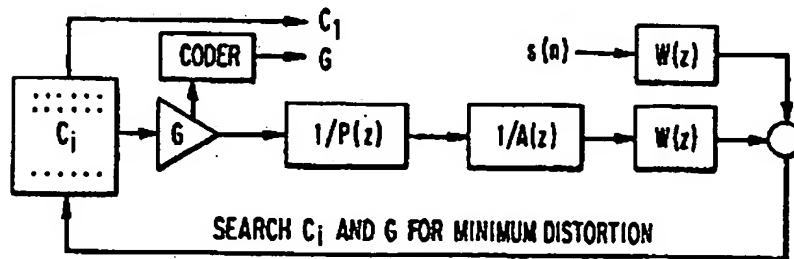 C1
CODER
G
s(n)
W(z)
Ci
G
1/P(z)
1/A(z)
W(z)
SEARCH Ci AND G FOR MINIMUM DISTORTION